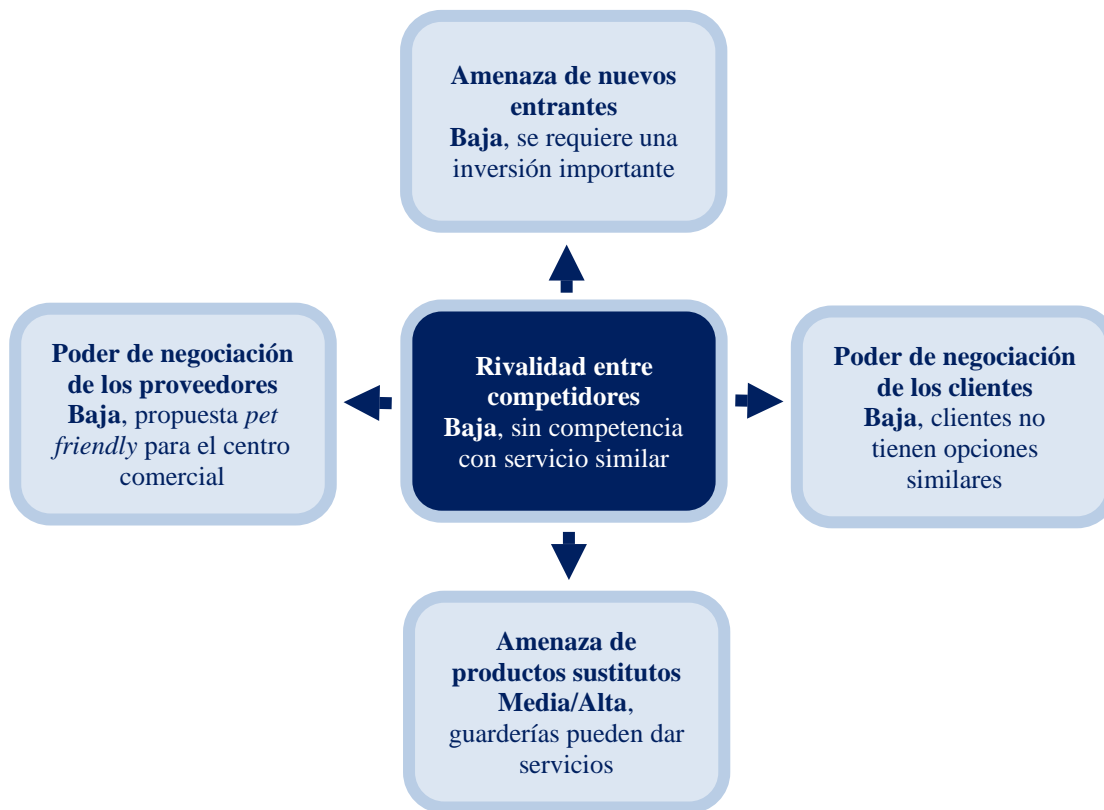 Amenaza de nuevos
entrantes
Baja, se requiere una
inversión importante
Poder de negociación
de los proveedores
Baja, propuesta pet
friendly para el centro
comercial
Rivalidad entre
competidores
Baja, sin competencia
con servicio similar
Poder de negociación
de los clientes
Baja, clientes no
tienen opciones
similares
Amenaza de
productos sustitutos
Media/Alta,
guarderías pueden dar
servicios